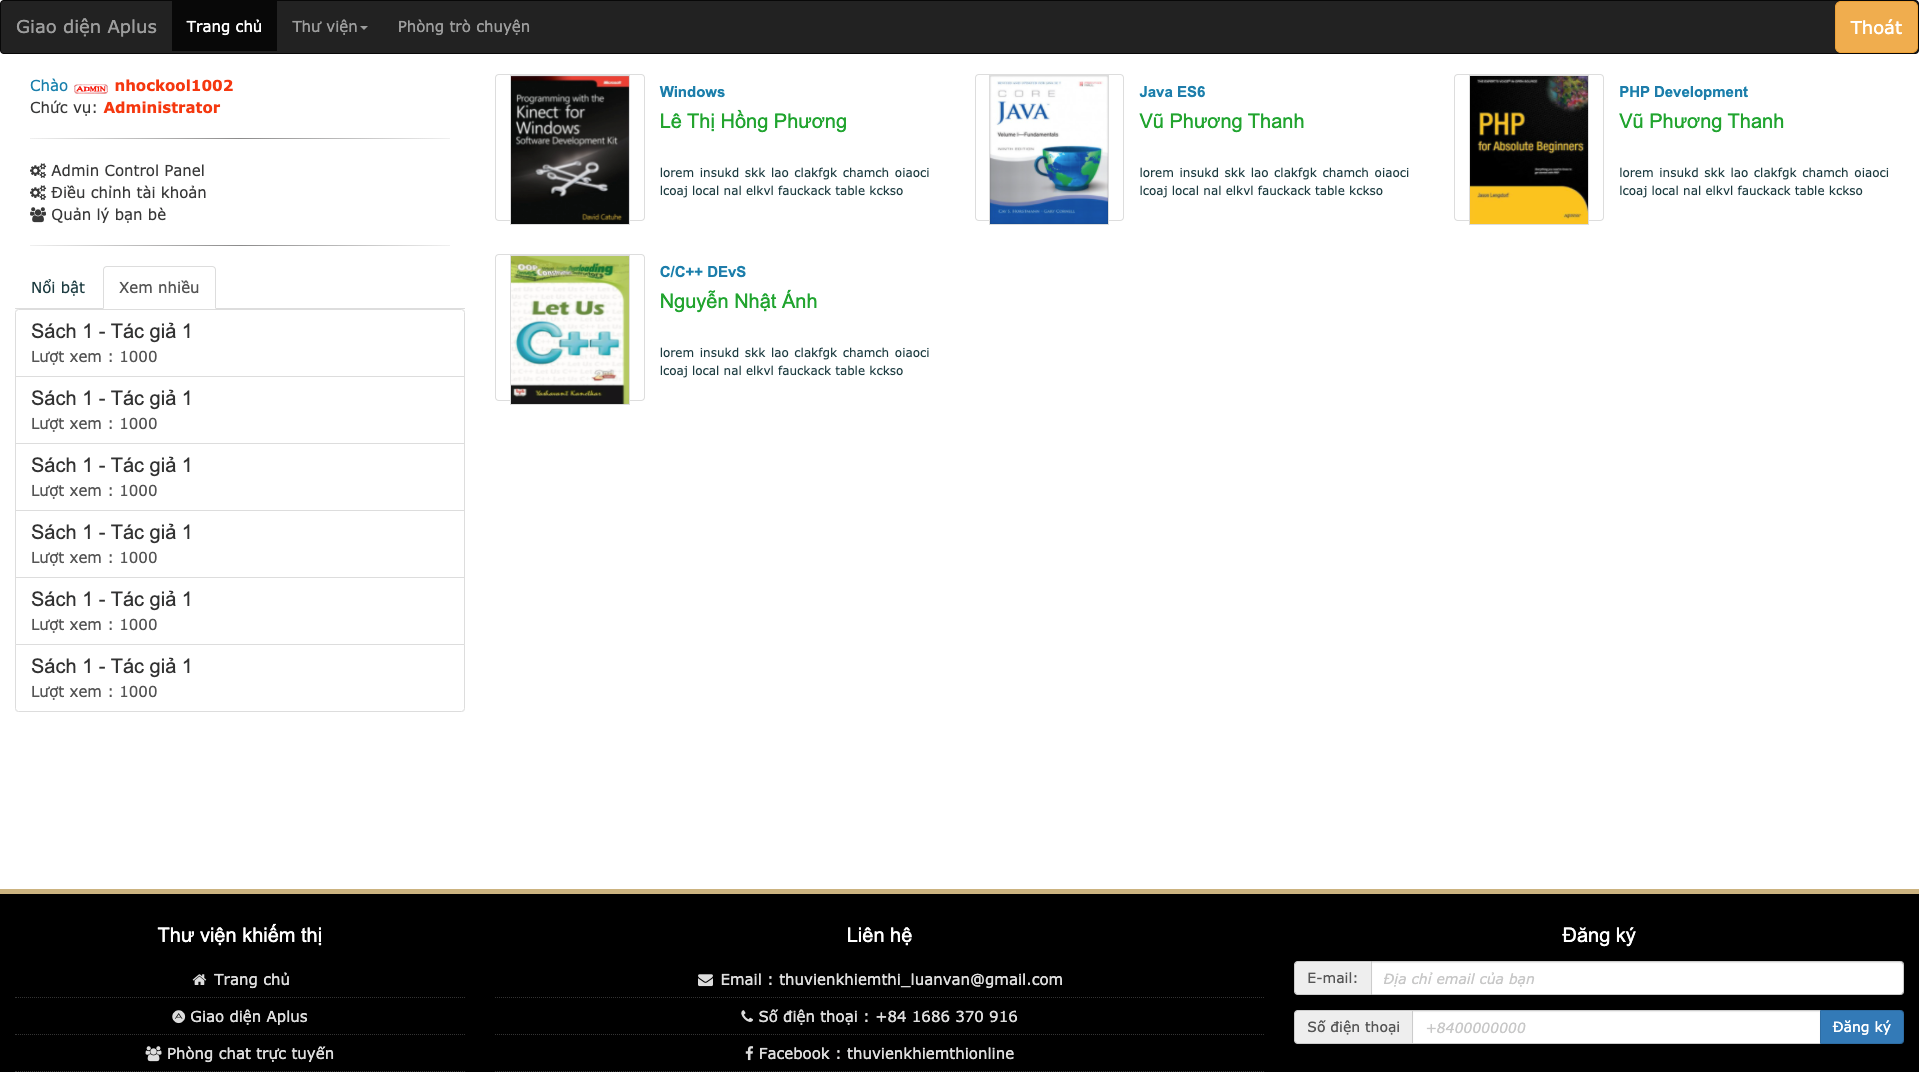 Giao diện Aplus
Trang chủ
Thư viện
Phòng trò chuyện
Thoát
Chào ADMIN nhockool1002
Chức vụ: Administrator
Admin Control Panel
Điều chỉnh tài khoản
Quản lý bạn bè
Nổi bật
Xem nhiều
Sách 1 - Tác giả 1
Lượt xem : 1000
Sách 1 - Tác giả 1
Lượt xem : 1000
Sách 1 - Tác giả 1
Lượt xem : 1000
Sách 1 - Tác giả 1
Lượt xem : 1000
Sách 1 - Tác giả 1
Lượt xem : 1000
Sách 1 - Tác giả 1
Lượt xem : 1000
Microsoft
Programming with the
Kinect for
Windows
Software Development Kit
David Catuhe
Windows
Lê Thị Hồng Phương
lorem insukd skk lao clakfgk chamch oiaoci
lcoaj local nal elkvl fauckack table kckso
CORE
JAVA
Volume I—Fundamentals
NINTH EDITION
Java ES6
Vũ Phương Thanh
lorem insukd skk lao clakfgk chamch oiaoci
lcoaj local nal elkvl fauckack table kckso
PHP
for Absolute Beginners
Jason Lengstorf
Apress
PHP Development
Vũ Phương Thanh
lorem insukd skk lao clakfgk chamch oiaoci
lcoaj local nal elkvl fauckack table kckso
Let Us
C++
Yashavant Kanetkar
C/C++ DEvS
Nguyễn Nhật Ánh
lorem insukd skk lao clakfgk chamch oiaoci
lcoaj local nal elkvl fauckack table kckso
Thư viện khiếm thị
Trang chủ
Giao diện Aplus
Phòng chat trực tuyến
Liên hệ
Email : thuvienkhiemthi_luanvan@gmail.com
Số điện thoại : +84 1686 370 916
Facebook : thuvienkhiemthionline
Đăng ký
E-mail: Địa chỉ email của bạn
Số điện thoại +8400000000 Đăng ký